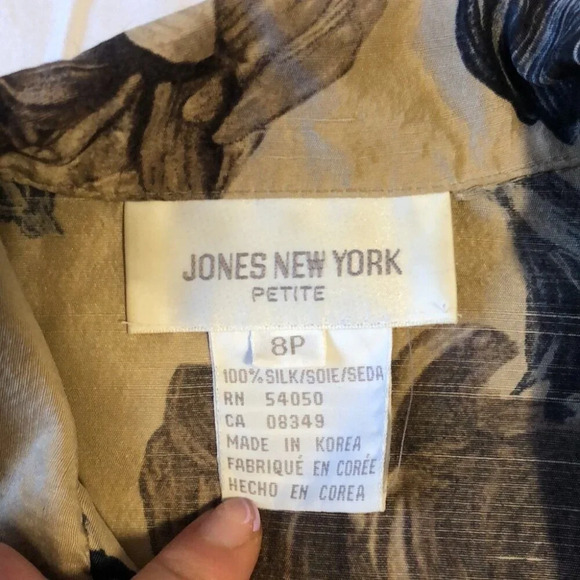 JONES NEW YORK
PETITE
8P
100% SILK/SOIE/SEDA
RN 54050
CA 08349
MADE IN KOREA
FABRIQUÉ EN CORÉE
HECHO EN COREA